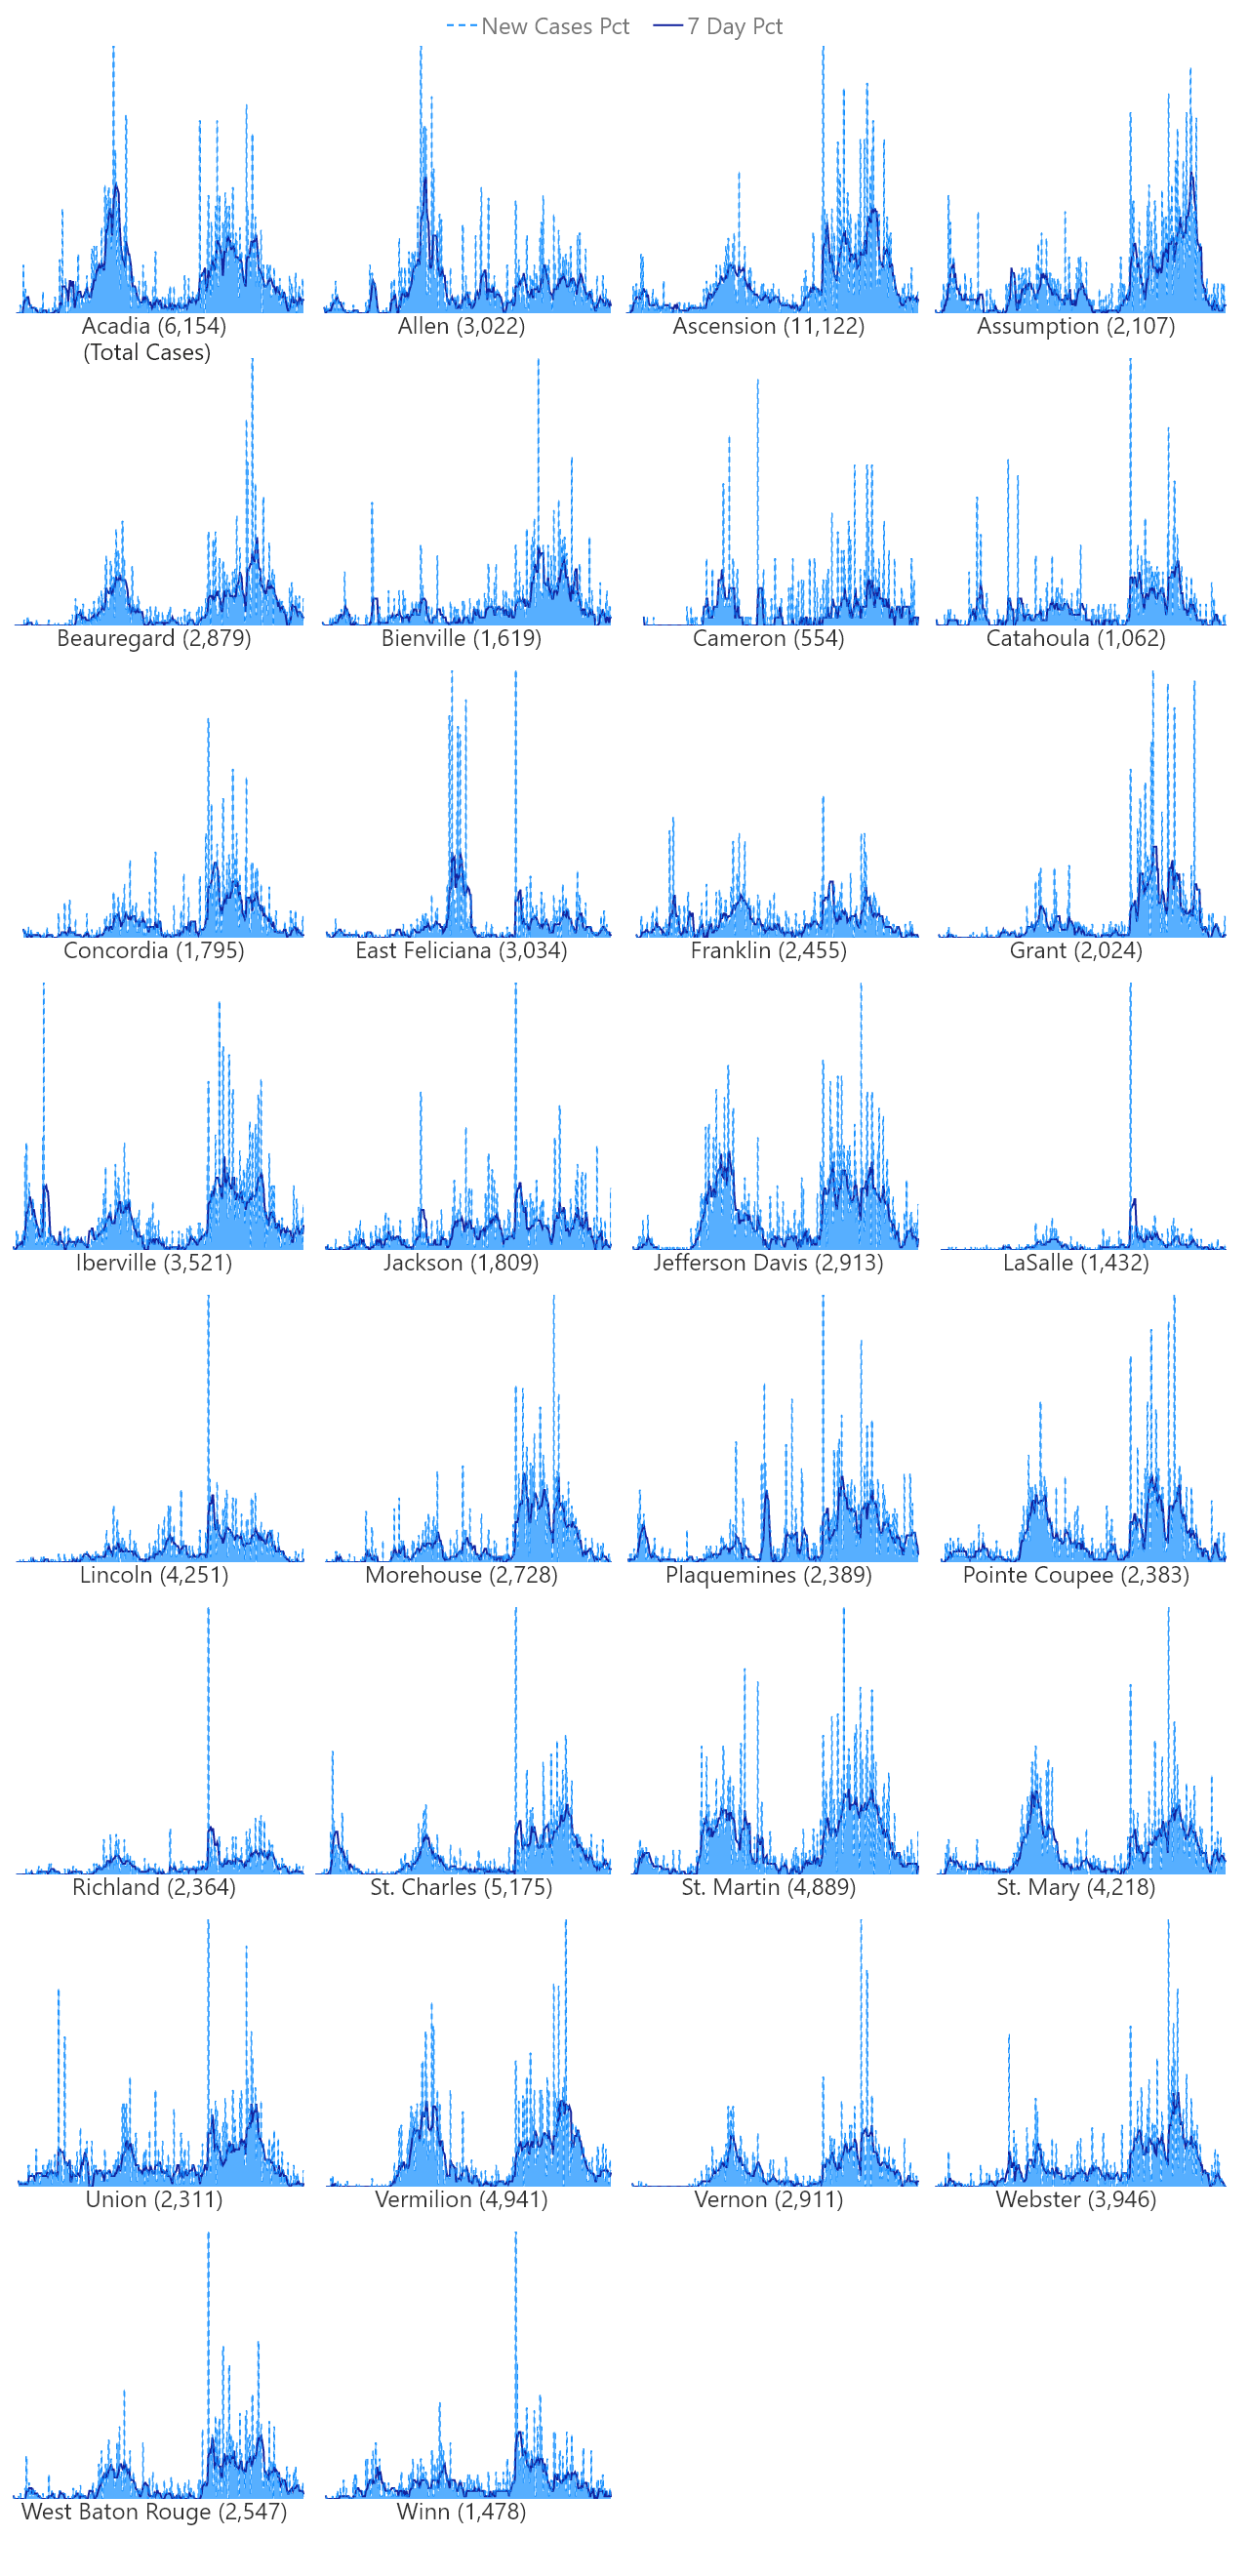 New Cases Pct 7 Day Pct
Acadia (6,154) Allen (3,022) Ascension (11,122) Assumption (2,107)
(Total Cases)
Beauregard (2,879) Bienville (1,619) Cameron (554) Catahoula (1,062)
Concordia (1,795) East Feliciana (3,034) Franklin (2,455) Grant (2,024)
Iberville (3,521) Jackson (1,809) Jefferson Davis (2,913) LaSalle (1,432)
Lincoln (4,251) Morehouse (2,728) Plaquemines (2,389) Pointe Coupee (2,383)
Richland (2,364) St. Charles (5,175) St. Martin (4,889) St. Mary (4,218)
Union (2,311) Vermilion (4,941) Vernon (2,911) Webster (3,946)
West Baton Rouge (2,547) Winn (1,478)